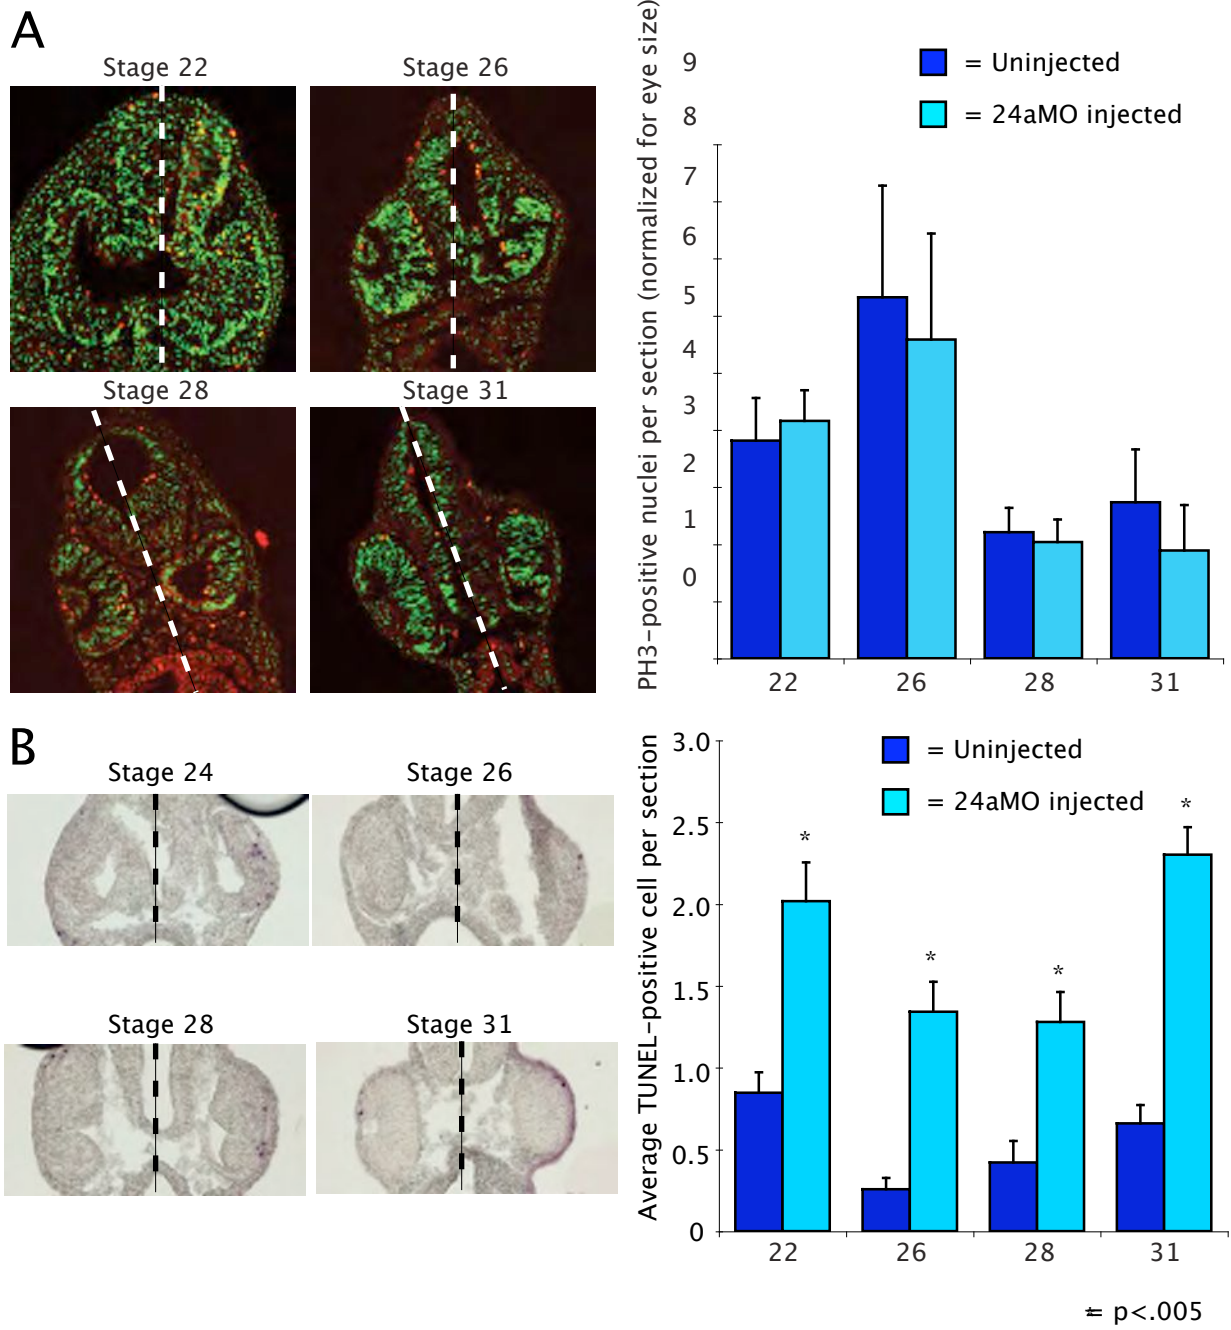 A
Stage 22
Stage 26
Stage 28
Stage 31
PH3-positive nuclei per section (normalized for eye size)
9
8
7
6
5
4
3
2
1
0
= Uninjected
= 24aMO injected
22
26
28
31
B
Stage 24
Stage 26
Stage 28
Stage 31
Average TUNEL-positive cell per section
3.0
2.5
2.0
1.5
1.0
0.5
0
= Uninjected
= 24aMO injected
*
*
*
*
22
26
28
31
*= p<.005